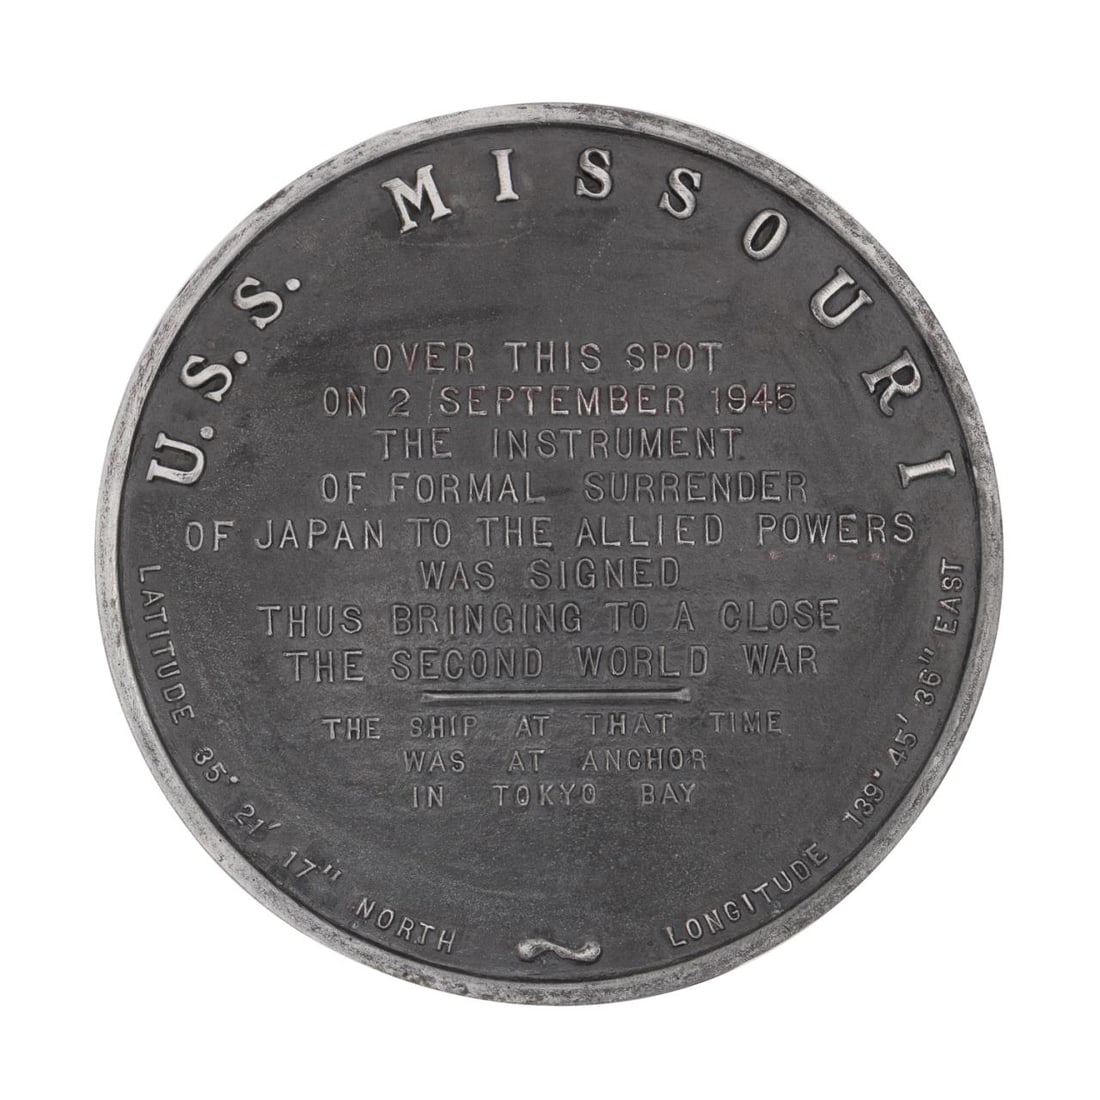 U.S.S. MISSOURI
OVER THIS SPOT
ON 2 SEPTEMBER 1945
THE INSTRUMENT
OF FORMAL SURRENDER
OF JAPAN TO THE ALLIED POWERS
WAS SIGNED
THUS BRINGING TO A CLOSE
THE SECOND WORLD WAR
THE SHIP AT THAT TIME
WAS AT ANCHOR
IN TOKYO BAY
LATITUDE 35° 21' 17" NORTH
LONGITUDE 139° 45' 36" EAST